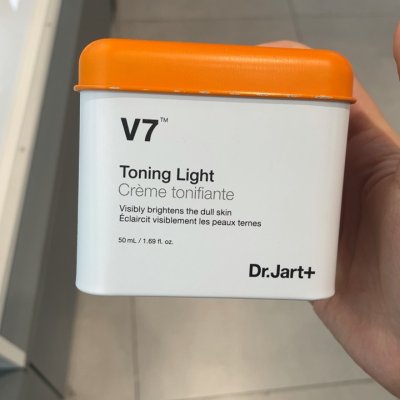 V7™
Toning Light
Crème tonifiante
Visibly brightens the dull skin
Éclaircit visiblement les peaux ternes
50 mL / 1.69 fl. oz.
Dr.Jart+